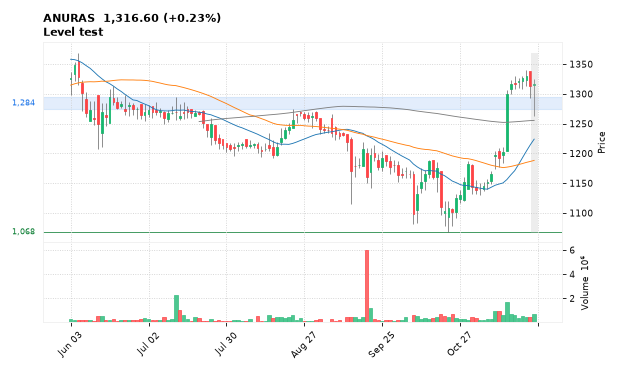 ANURAS 1,316.60 (+0.23%)
Level test
1350
1300
1,284
1250
1200
1150
1100
1,068
Price
6
4
2
Volume 10⁶
Jun 03
Jul 02
Jul 30
Aug 27
Sep 25
Oct 27